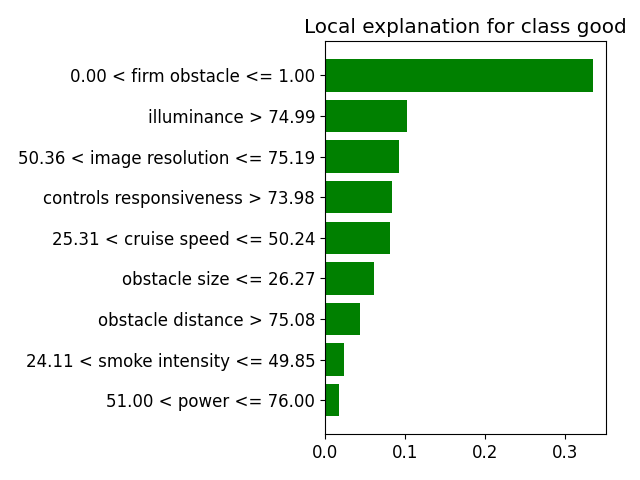 Local explanation for class good
0.00 < firm obstacle <= 1.00
illuminance > 74.99
50.36 < image resolution <= 75.19
controls responsiveness > 73.98
25.31 < cruise speed <= 50.24
obstacle size <= 26.27
obstacle distance > 75.08
24.11 < smoke intensity <= 49.85
51.00 < power <= 76.00
0.0 0.1 0.2 0.3